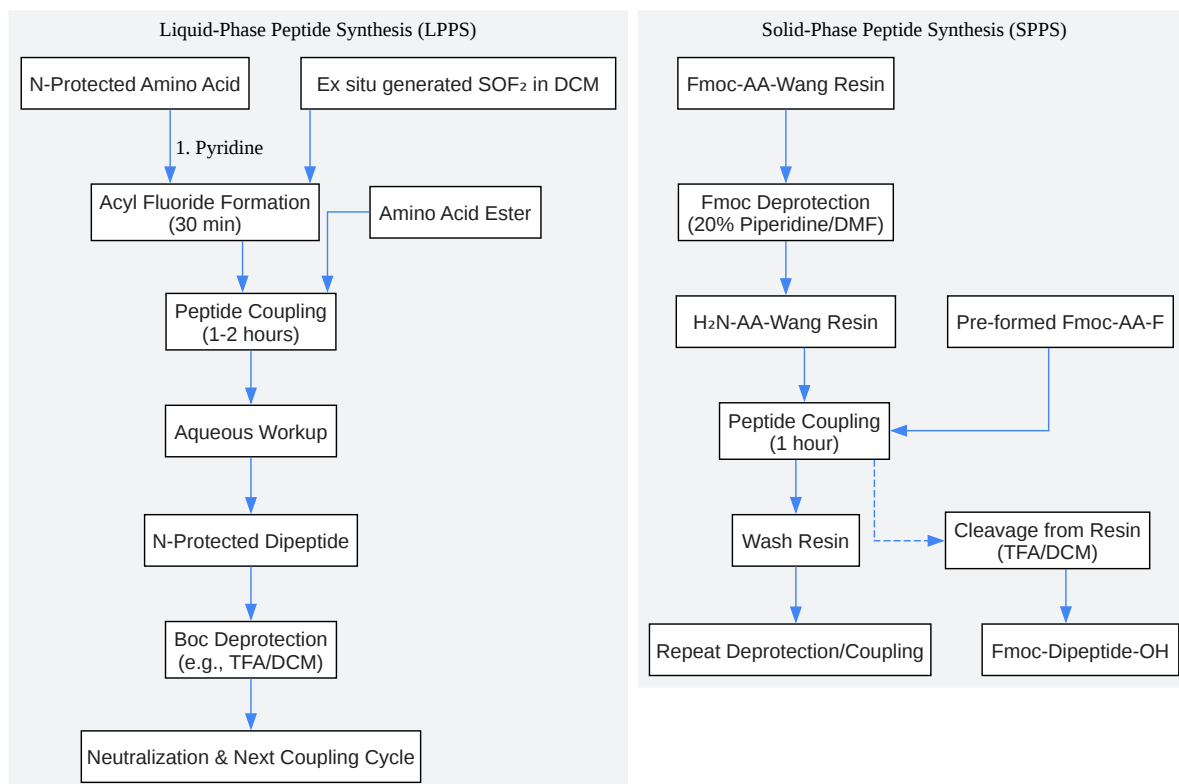 Liquid-Phase Peptide Synthesis (LPPS)
N-Protected Amino Acid
Ex situ generated SOF₂ in DCM
1. Pyridine
Acyl Fluoride Formation
(30 min)
Amino Acid Ester
Peptide Coupling
(1-2 hours)
Aqueous Workup
N-Protected Dipeptide
Boc Deprotection
(e.g., TFA/DCM)
Neutralization & Next Coupling Cycle
Solid-Phase Peptide Synthesis (SPPS)
Fmoc-AA-Wang Resin
Fmoc Deprotection
(20% Piperidine/DMF)
H₂N-AA-Wang Resin
Pre-formed Fmoc-AA-F
Peptide Coupling
(1 hour)
Wash Resin
Cleavage from Resin
(TFA/DCM)
Repeat Deprotection/Coupling
Fmoc-Dipeptide-OH